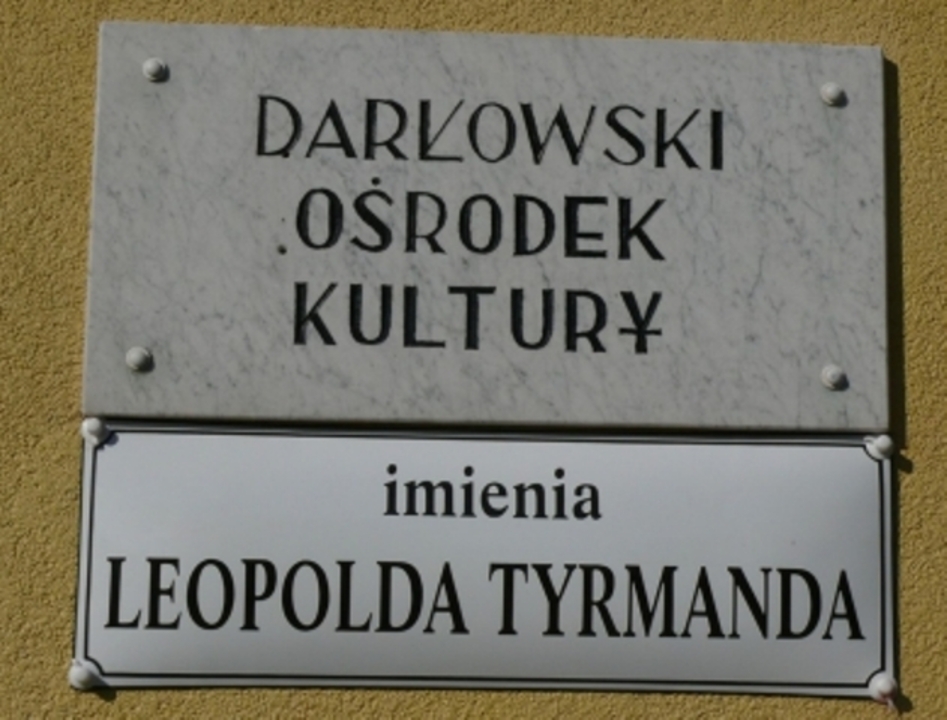 DARŁOWSKI
OŚRODEK
KULTURY
imienia
LEOPOLDA TYRMANDA